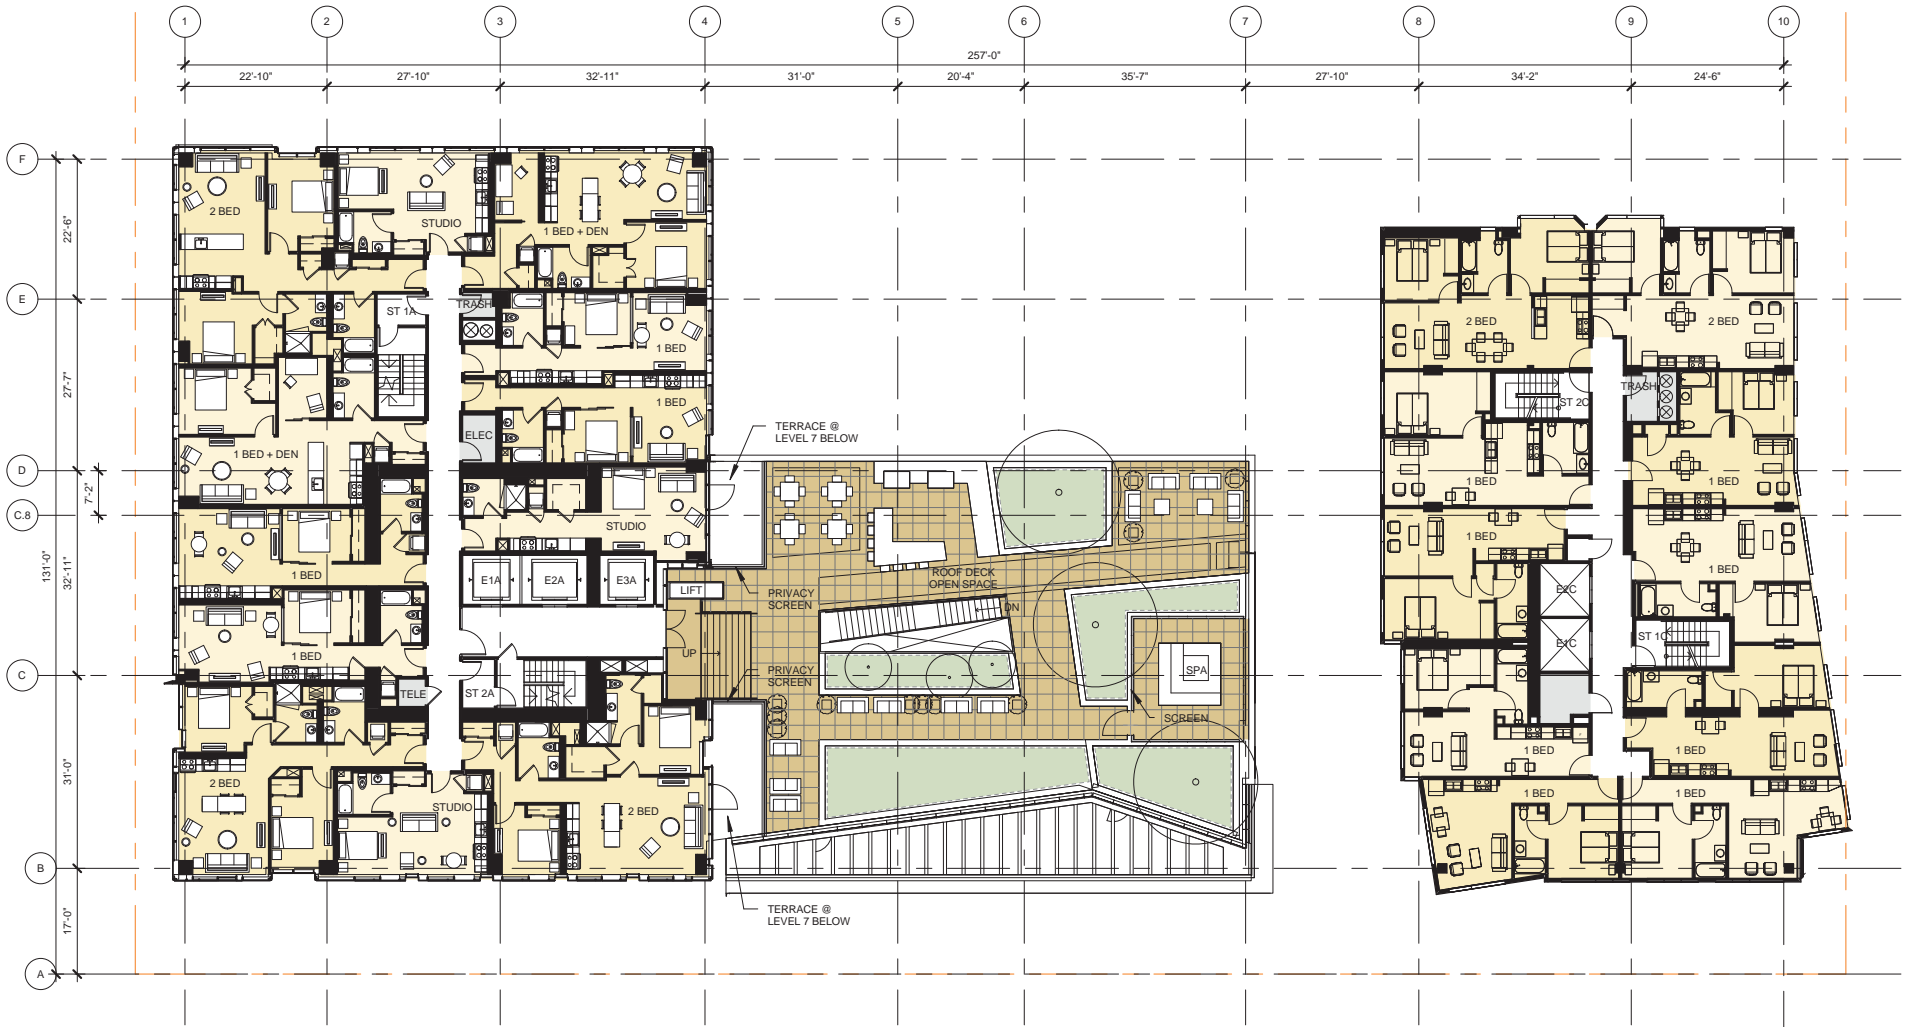 1
2
3
4
5
6
7
8
9
10
257'-0"
22'-10"
27'-10"
32'-11"
31'-0"
20'-4"
35'-7"
27'-10"
34'-2"
24'-6"
F
E
D
C.8
C
B
A
22'-6"
27'-7"
7'-2"
131'-0"
32'-11"
31'-0"
17'-0"
2 BED
STUDIO
1 BED + DEN
TRASH
ST 1A
1 BED
1 BED
ELEC
1 BED + DEN
STUDIO
1 BED
E1A
E2A
E3A
LIFT
1 BED
UP
TELE
ST 2A
2 BED
STUDIO
2 BED
TERRACE @
LEVEL 7 BELOW
ROOF DECK
OPEN SPACE
PRIVACY
SCREEN
DN
PRIVACY
SCREEN
SPA
SCREEN
TERRACE @
LEVEL 7 BELOW
2 BED
2 BED
TRASH
ST 2C
1 BED
1 BED
1 BED
1 BED
E2C
E1C
ST 1C
1 BED
1 BED
1 BED
1 BED